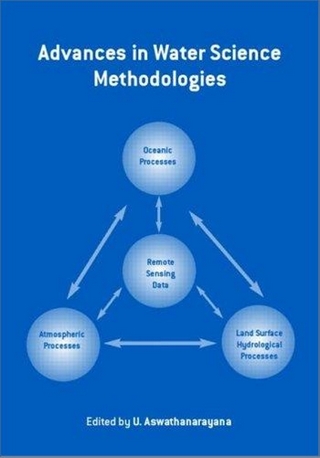 Advances in Water Science
Methodologies
Oceanic
Processes
Remote
Sensing
Data
Atmospheric
Processes
Land Surface
Hydrological
Processes
Edited by U. Aswathanarayana